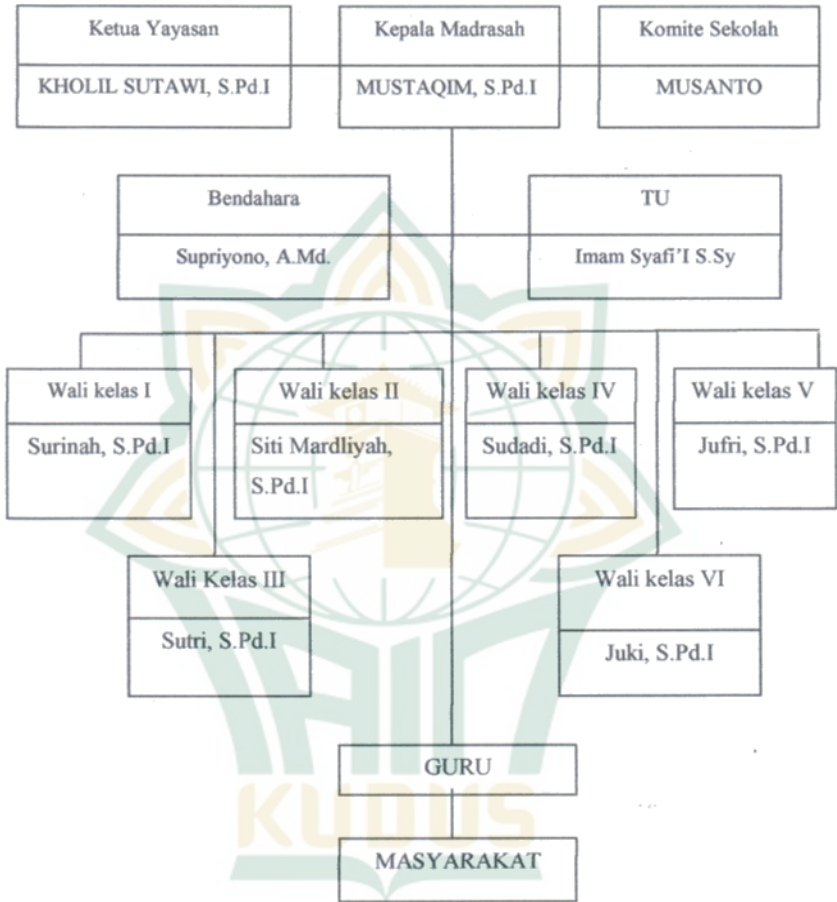 Ketua Yayasan
KHOLIL SUTAWI, S.Pd.I
Kepala Madrasah
MUSTAQIM, S.Pd.I
Komite Sekolah
MUSANTO
Bendahara
Supriyono, A.Md.
TU
Imam Syafi'I S.Sy
Wali kelas I
Surinah, S.Pd.I
Wali kelas II
Siti Mardliyah,
S.Pd.I
Wali kelas IV
Sudadi, S.Pd.I
Wali kelas V
Jufri, S.Pd.I
Wali Kelas III
Sutri, S.Pd.I
Wali kelas VI
Juki, S.Pd.I
GURU
MASYARAKAT
IAIN
KUDUS